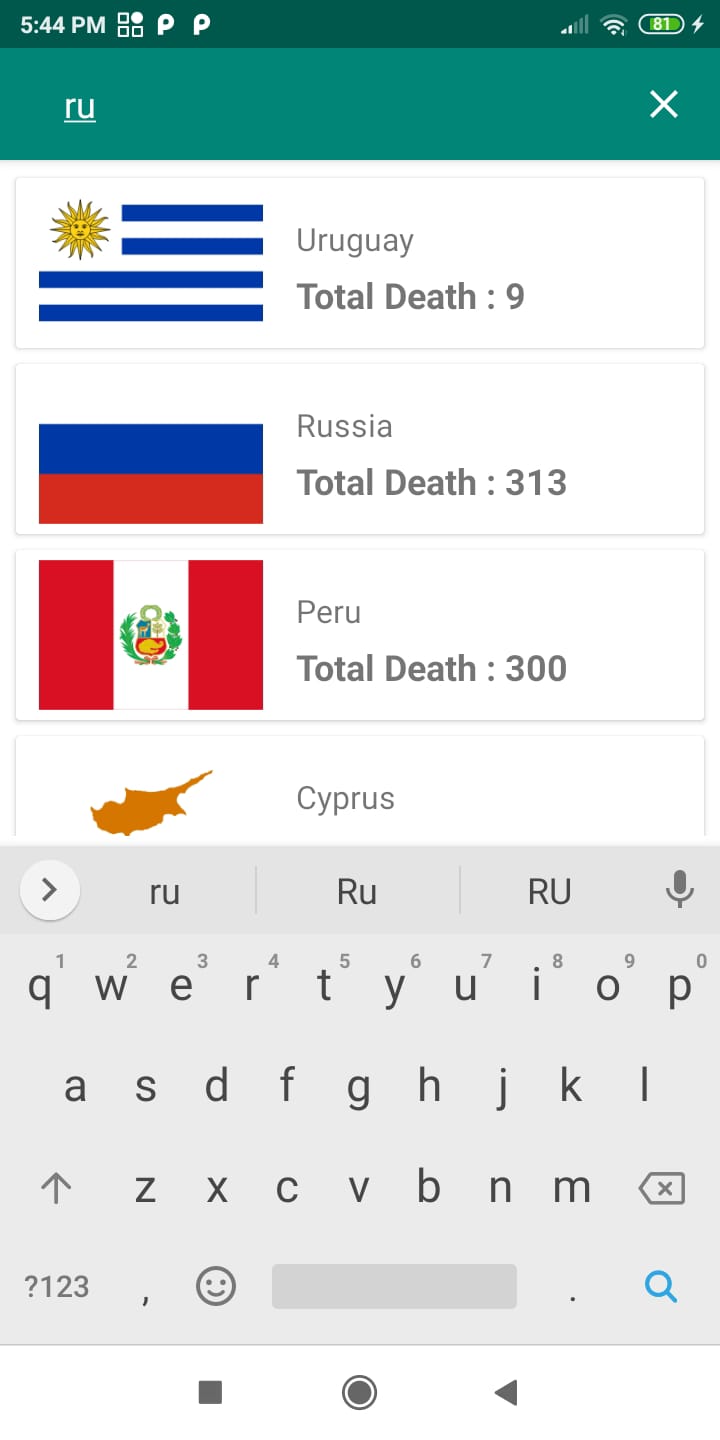 5:44 PM
81
ru
Uruguay
Total Death : 9
Russia
Total Death : 313
Peru
Total Death : 300
Cyprus
ru Ru RU
1 2 3 4 5 6 7 8 9 0
q w e r t y u i o p
a s d f g h j k l
z x c v b n m
?123 , .